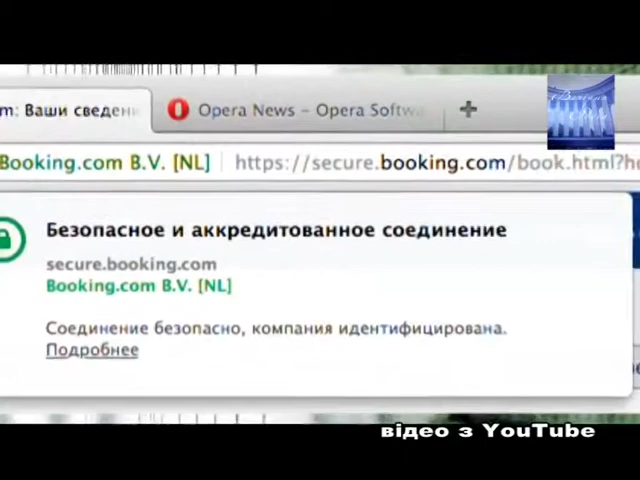 m: Ваши сведен
Opera News – Opera Softwa
Booking.com B.V. [NL]
https://secure.booking.com/book.html?h
Безопасное и аккредитованное соединение
secure.booking.com
Booking.com B.V. [NL]
Соединение безопасно, компания идентифицирована.
Подробнее
відео з YouTube